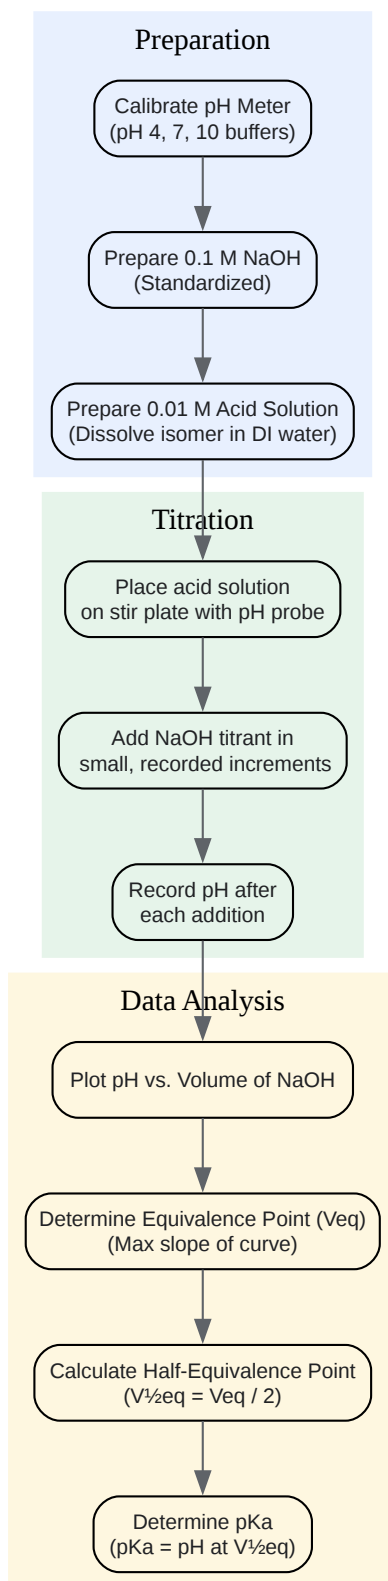 Preparation
Calibrate pH Meter
(pH 4, 7, 10 buffers)
Prepare 0.1 M NaOH
(Standardized)
Prepare 0.01 M Acid Solution
(Dissolve isomer in DI water)
Titration
Place acid solution
on stir plate with pH probe
Add NaOH titrant in
small, recorded increments
Record pH after
each addition
Data Analysis
Plot pH vs. Volume of NaOH
Determine Equivalence Point (Veq)
(Max slope of curve)
Calculate Half-Equivalence Point
(V½eq = Veq / 2)
Determine pKa
(pKa = pH at V½eq)